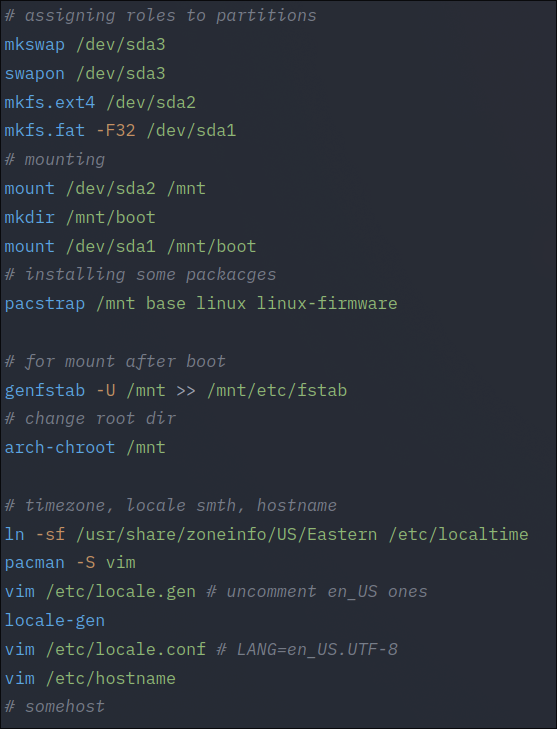 # assigning roles to partitions
mkswap /dev/sda3
swapon /dev/sda3
mkfs.ext4 /dev/sda2
mkfs.fat -F32 /dev/sda1
# mounting
mount /dev/sda2 /mnt
mkdir /mnt/boot
mount /dev/sda1 /mnt/boot
# installing some packacges
pacstrap /mnt base linux linux-firmware
# for mount after boot
genfstab -U /mnt >> /mnt/etc/fstab
# change root dir
arch-chroot /mnt
# timezone, locale smth, hostname
ln -sf /usr/share/zoneinfo/US/Eastern /etc/localtime
pacman -S vim
vim /etc/locale.gen # uncomment en_US ones
locale-gen
vim /etc/locale.conf # LANG=en_US.UTF-8
vim /etc/hostname
# somehost